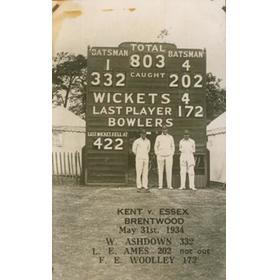 TOTAL
BATSMAN 803 BATSMAN
1 CAUGHT 4
332 202
WICKETS 4
LAST PLAYER 172
BOWLERS
LAST WICKET FELL AT
422
KENT v. ESSEX
BRENTWOOD
May 31st. 1934
W. ASHDOWN 332
L. E. AMES 202 not out
F. E. WOOLLEY 172